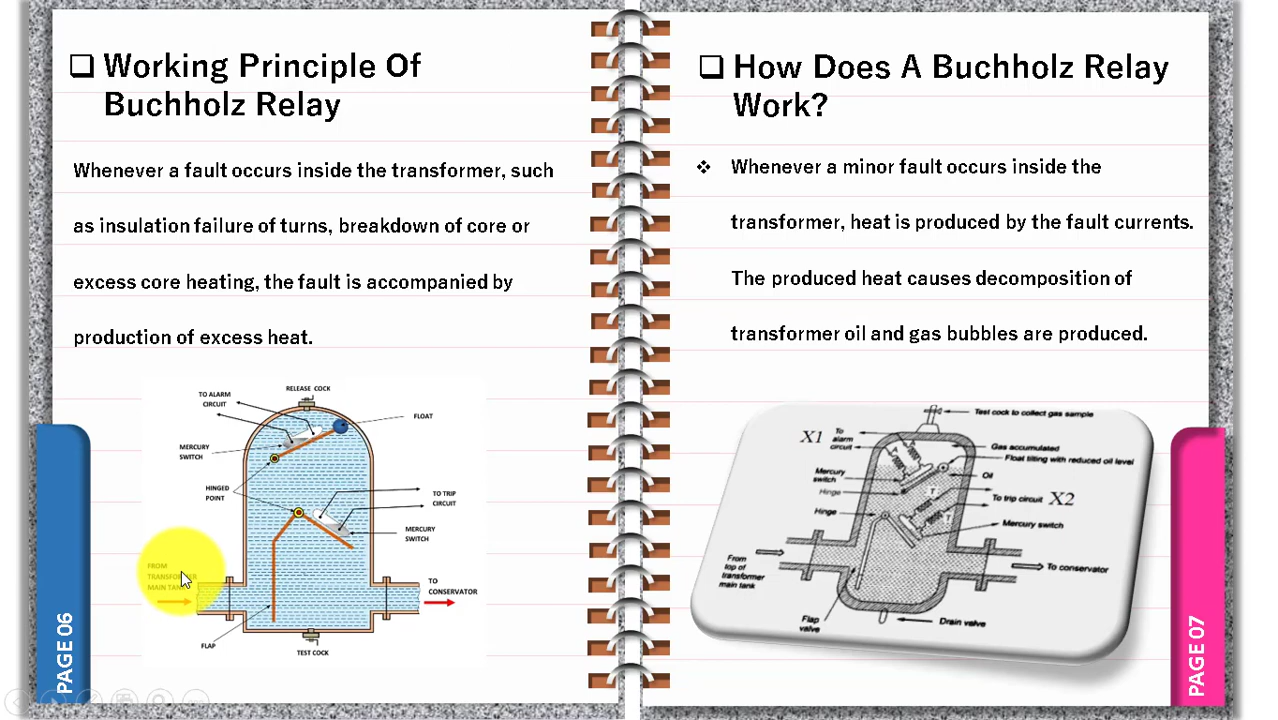 Working Principle Of
Buchholz Relay
Whenever a fault occurs inside the transformer, such
as insulation failure of turns, breakdown of core or
excess core heating, the fault is accompanied by
production of excess heat.
RELEASE COCK
TO ALARM
CIRCUIT
FLOAT
MERCURY
SWITCH
HINGED
POINT
TO TRIP
CIRCUIT
MERCURY
SWITCH
FROM
TRANSFORMER
MAIN TANK
TO
CONSERVATOR
FLAP
TEST COCK
PAGE 06
How Does A Buchholz Relay
Work?
Whenever a minor fault occurs inside the
transformer, heat is produced by the fault currents.
The produced heat causes decomposition of
transformer oil and gas bubbles are produced.
Test cock to collect gas sample
X1
To
alarm
circuit
Gas accumulated
Float tilting with reduced oil level
Mercury
switch
Oil
Hinge
T
To trip circuit X2
Hinge
T
Mercury switch
From
top of
transformer
main tank
To conservator
Flap
valve
Drain valve
PAGE 07